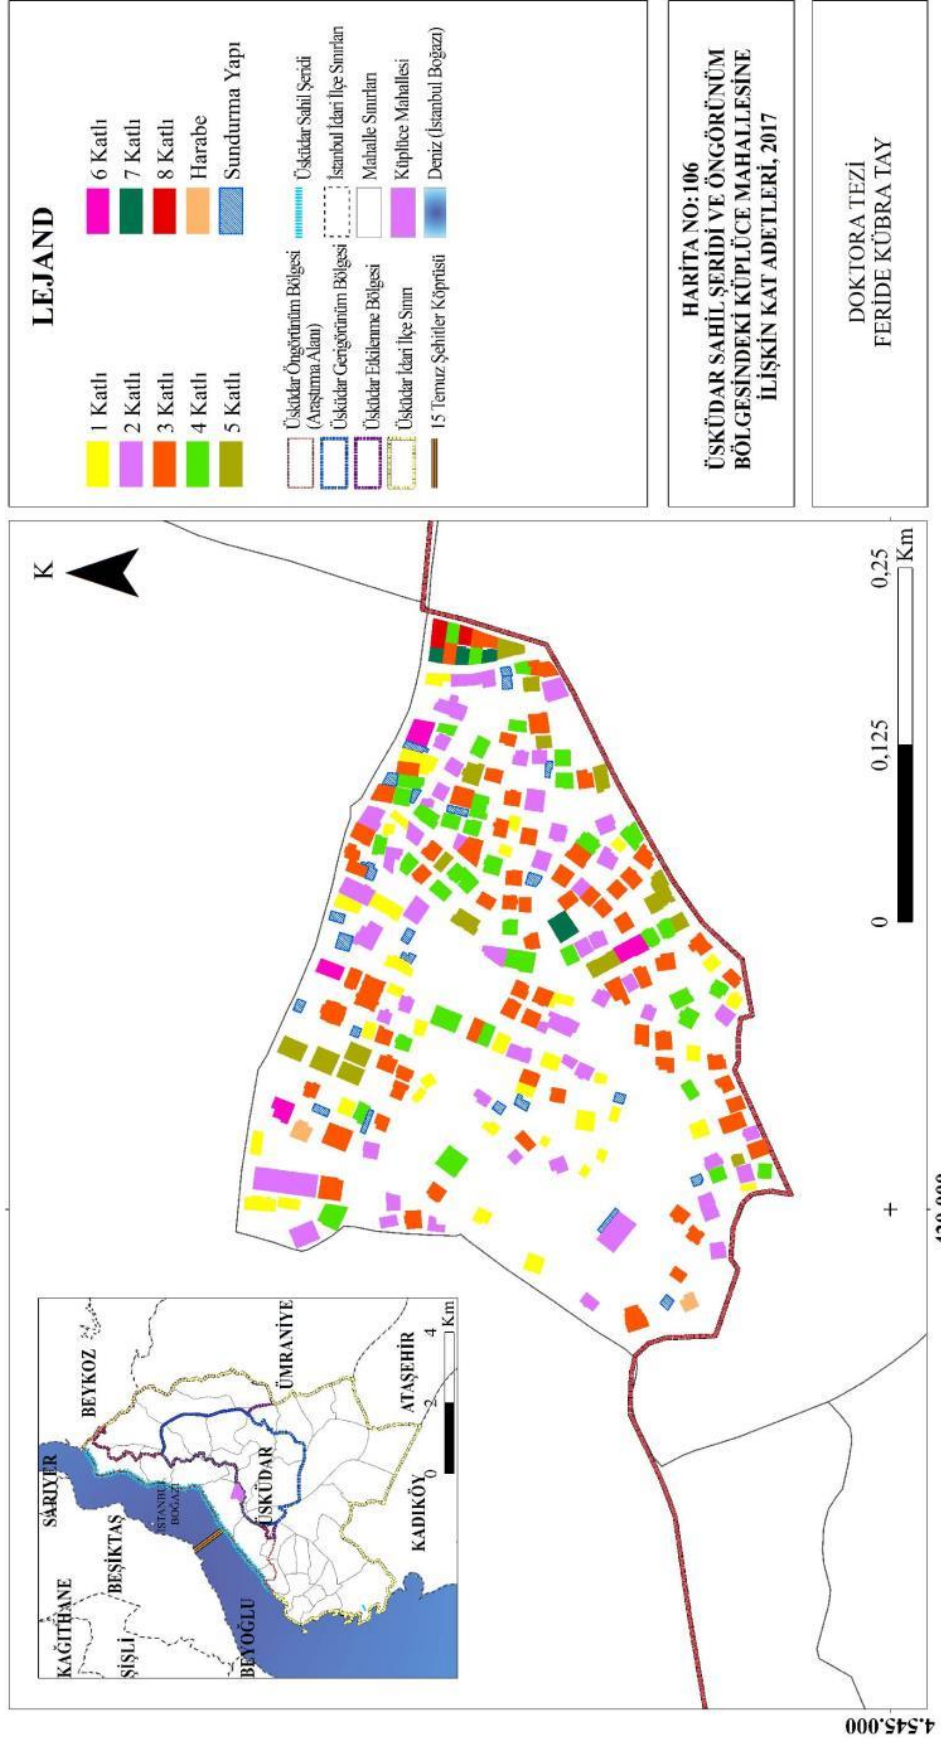 KAĞITHANE
SARIYER
BEYKOZ
ŞİŞLİ
BEŞİKTAŞ
İSTANBUL
BOĞAZI
BEYOĞLU
ÜSKÜDAR
ÜMRANİYE
KADIKÖY
ATAŞEHİR
0 2 4
Km
K
0 0,125 0,25
Km
4.545.000
LEJAND
1 Katlı
2 Katlı
3 Katlı
4 Katlı
5 Katlı
6 Katlı
7 Katlı
8 Katlı
Harabe
Sundurma Yapı
Üsküdar Öngörünüm Bölgesi
(Araştırma Alanı)
Üsküdar Gerigörünüm Bölgesi
Üsküdar Etkilenme Bölgesi
Üsküdar İdari İlçe Sınırı
15 Temuz Şehitler Köprüsü
Üsküdar Sahil Şeridi
İstanbul İdari İlçe Sınırları
Mahalle Sınırları
Küplüce Mahallesi
Deniz (İstanbul Boğazı)
HARİTA NO: 106
ÜSKÜDAR SAHİL ŞERİDİ VE ÖNGÖRÜNÜM
BÖLGESİNDEKİ KÜPLÜCE MAHALLESİNE
İLİŞKİN KAT ADETLERİ, 2017
DOKTORA TEZİ
FERİDE KÜBRA TAY